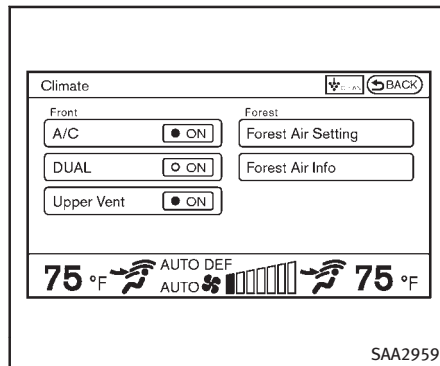 Climate BACK
Front Forest
A/C ON Forest Air Setting
DUAL ON Forest Air Info
Upper Vent ON
75 °F AUTO DEF 75 °F
AUTO
SAA2959